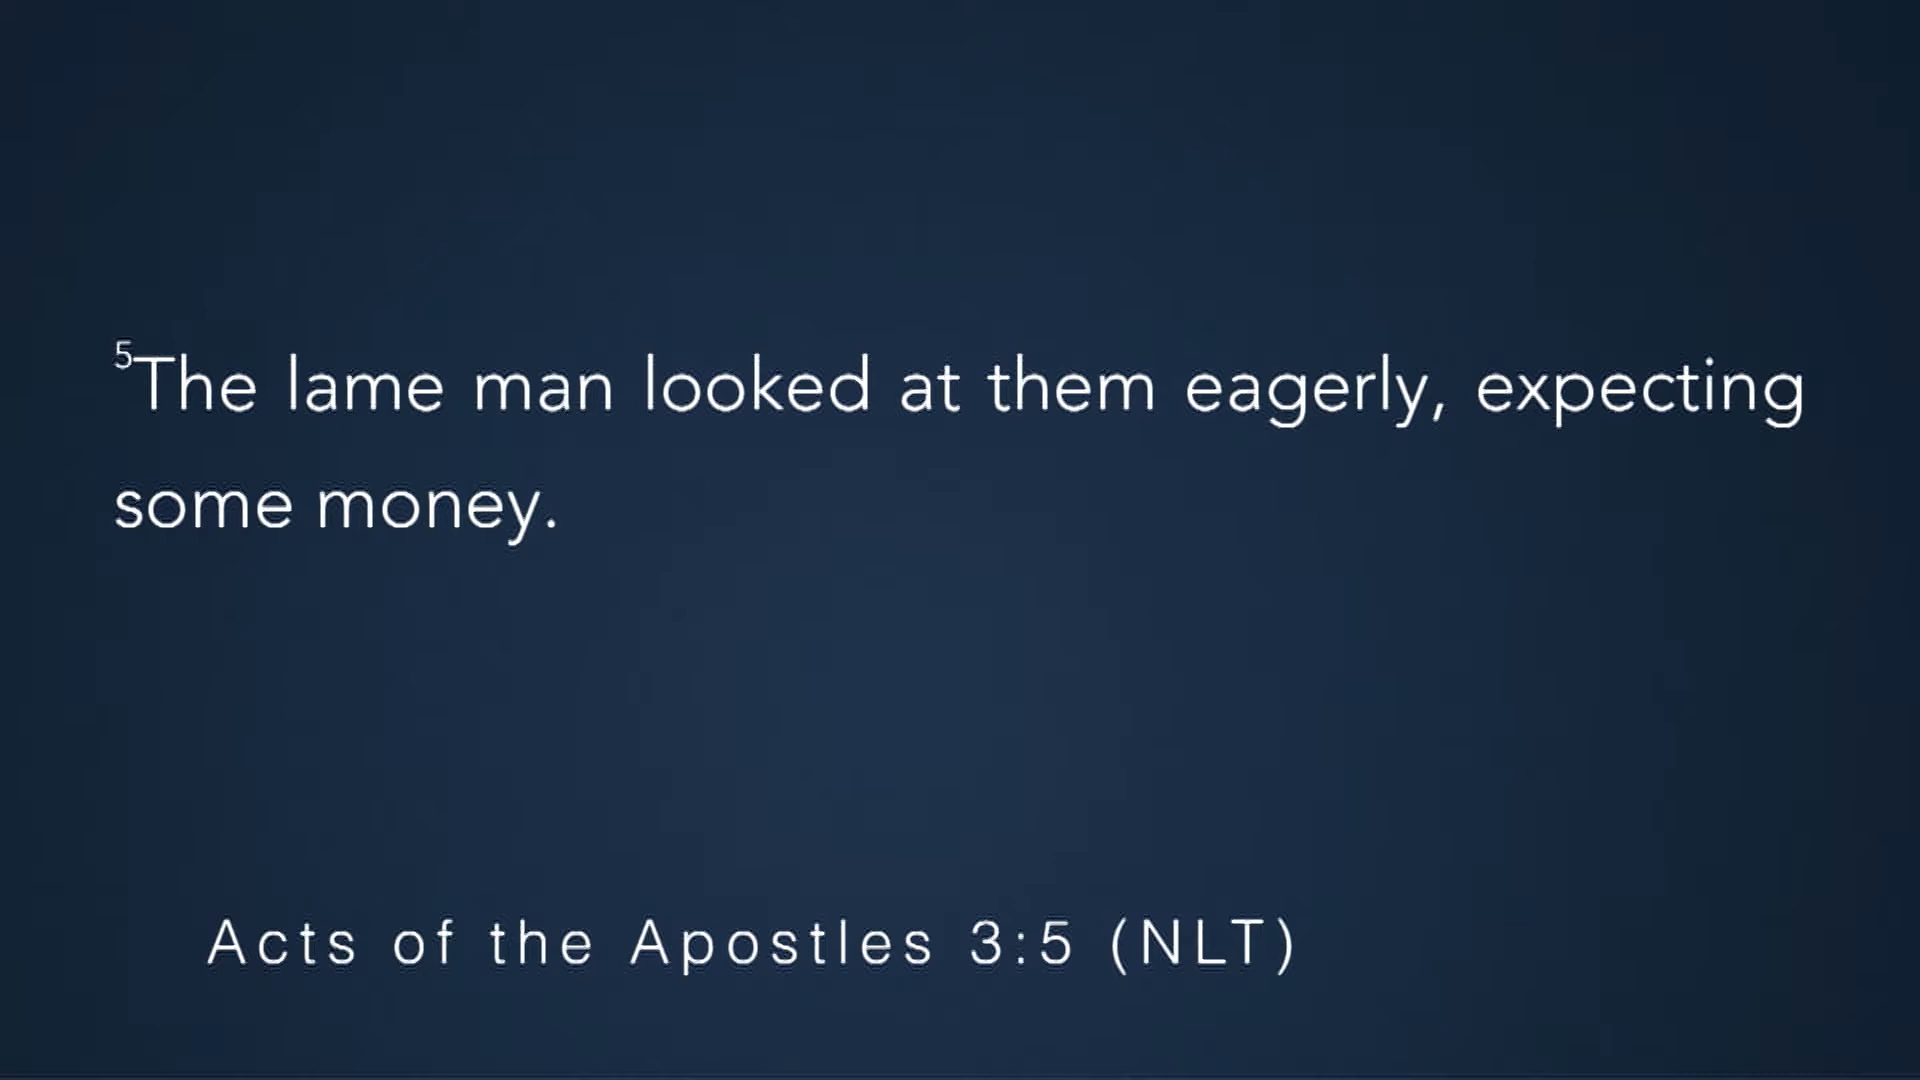 ⁵The lame man looked at them eagerly, expecting
some money.
Acts of the Apostles 3:5 (NLT)